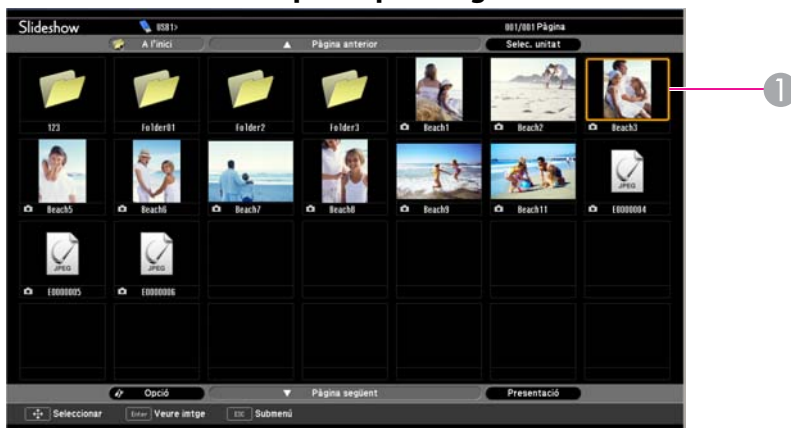 Slideshow USB1> 001/001 Pàgina
A l'inici ▲ Pàgina anterior Selec. unitat
123 Folder01 Folder2 Folder3 Beach1 Beach2 Beach3
Beach5 Beach6 Beach7 Beach8 Beach9 Beach11 E0000004
JPEG
JPEG JPEG
E0000005 E0000006
Opció ▼ Pàgina següent Presentació
Seleccionar Enter Veure imtge ESC Submenú
1